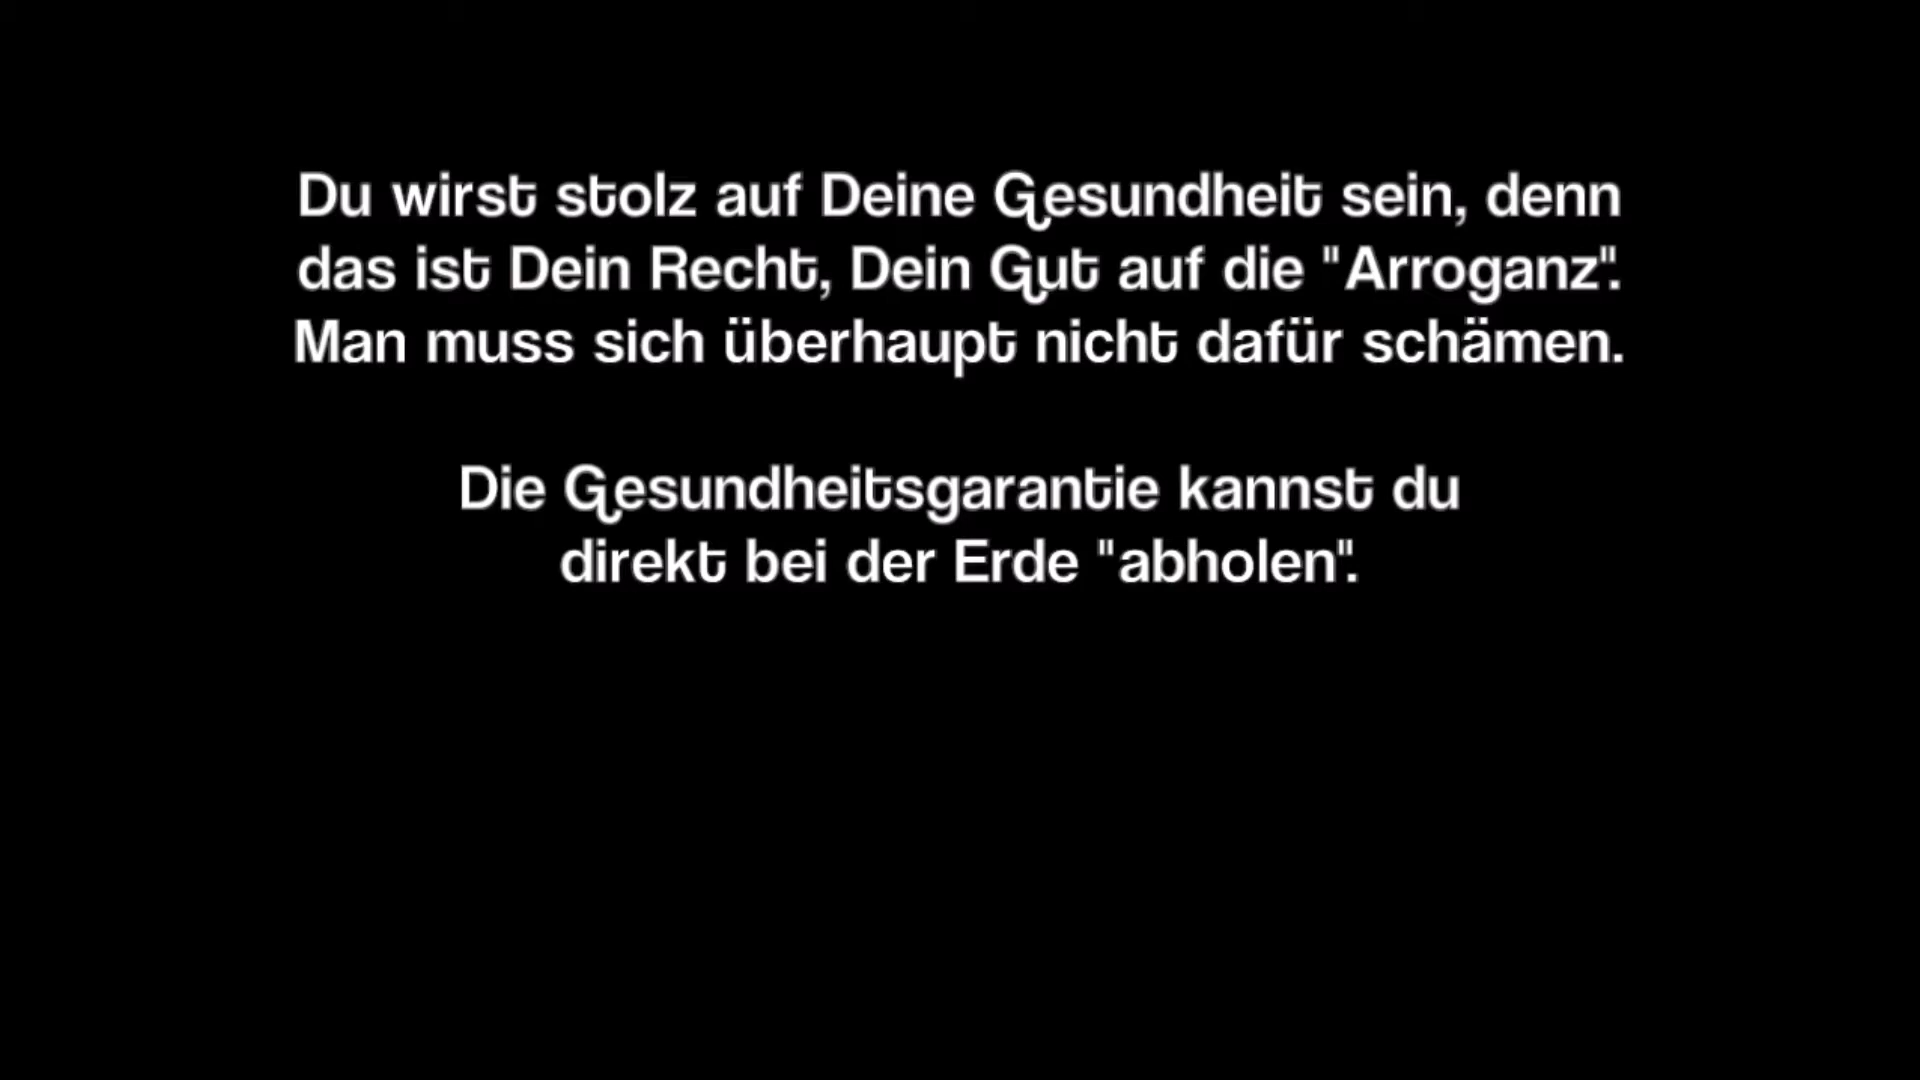 Du wirst stolz auf Deine Gesundheit sein, denn
das ist Dein Recht, Dein Gut auf die "Arroganz".
Man muss sich überhaupt nicht dafür schämen.
Die Gesundheitsgarantie kannst du
direkt bei der Erde "abholen".